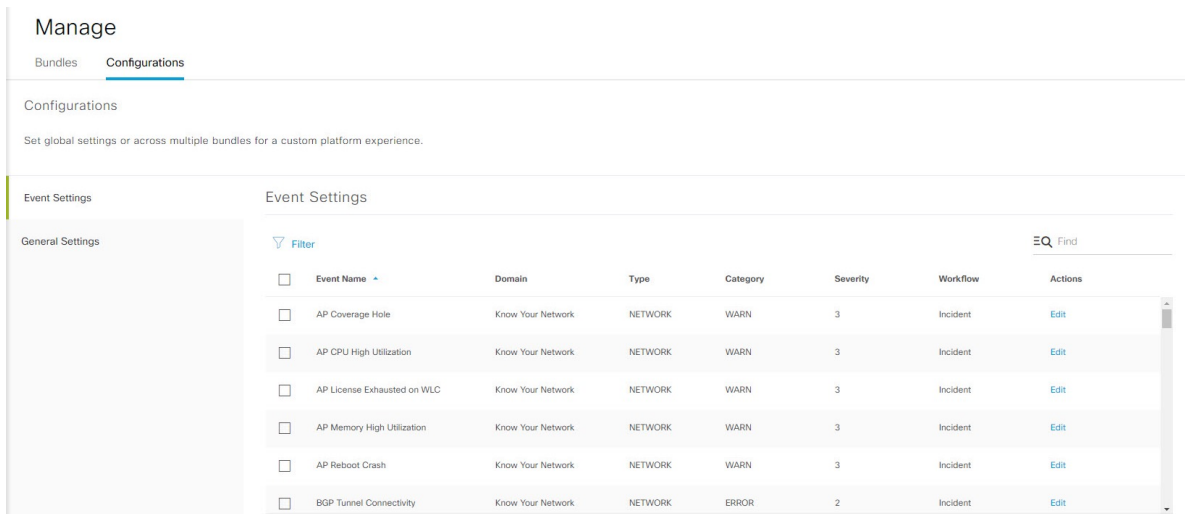 Manage
Bundles Configurations
Configurations
Set global settings or across multiple bundles for a custom platform experience.
Event Settings
General Settings
Event Settings
Filter
Find
Event Name Domain Type Category Severity Workflow Actions
AP Coverage Hole Know Your Network NETWORK WARN 3 Incident Edit
AP CPU High Utilization Know Your Network NETWORK WARN 3 Incident Edit
AP License Exhausted on WLC Know Your Network NETWORK WARN 3 Incident Edit
AP Memory High Utilization Know Your Network NETWORK WARN 3 Incident Edit
AP Reboot Crash Know Your Network NETWORK WARN 3 Incident Edit
BGP Tunnel Connectivity Know Your Network NETWORK ERROR 2 Incident Edit